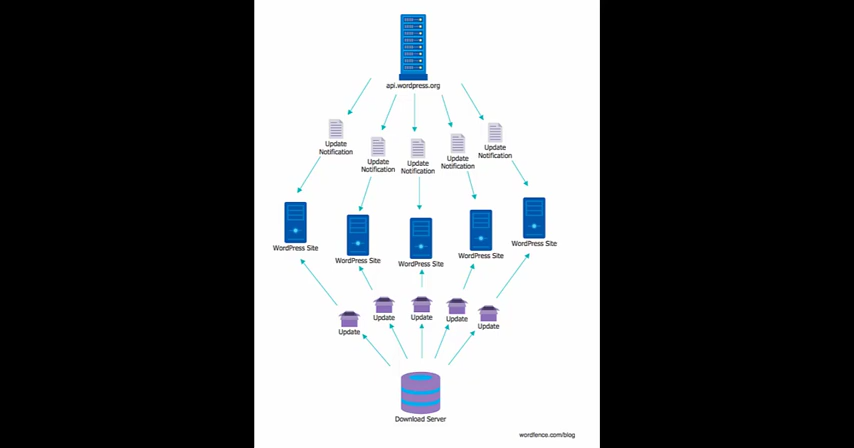 api.wordpress.org
Update
Notification
Update
Notification
Update
Notification
Update
Notification
Update
Notification
WordPress Site
WordPress Site
WordPress Site
WordPress Site
WordPress Site
Update
Update
Update
Update
Update
Download Server
wordfence.com/blog